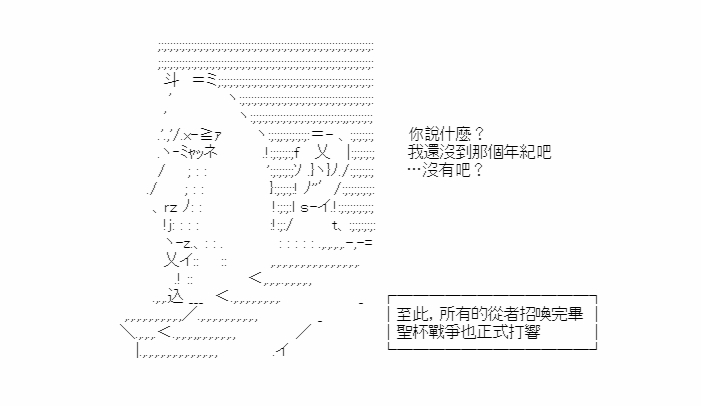 你說什麼？
我還沒到那個年紀吧
…沒有吧？
至此，所有的從者招喚完畢
聖杯戰爭也正式打響